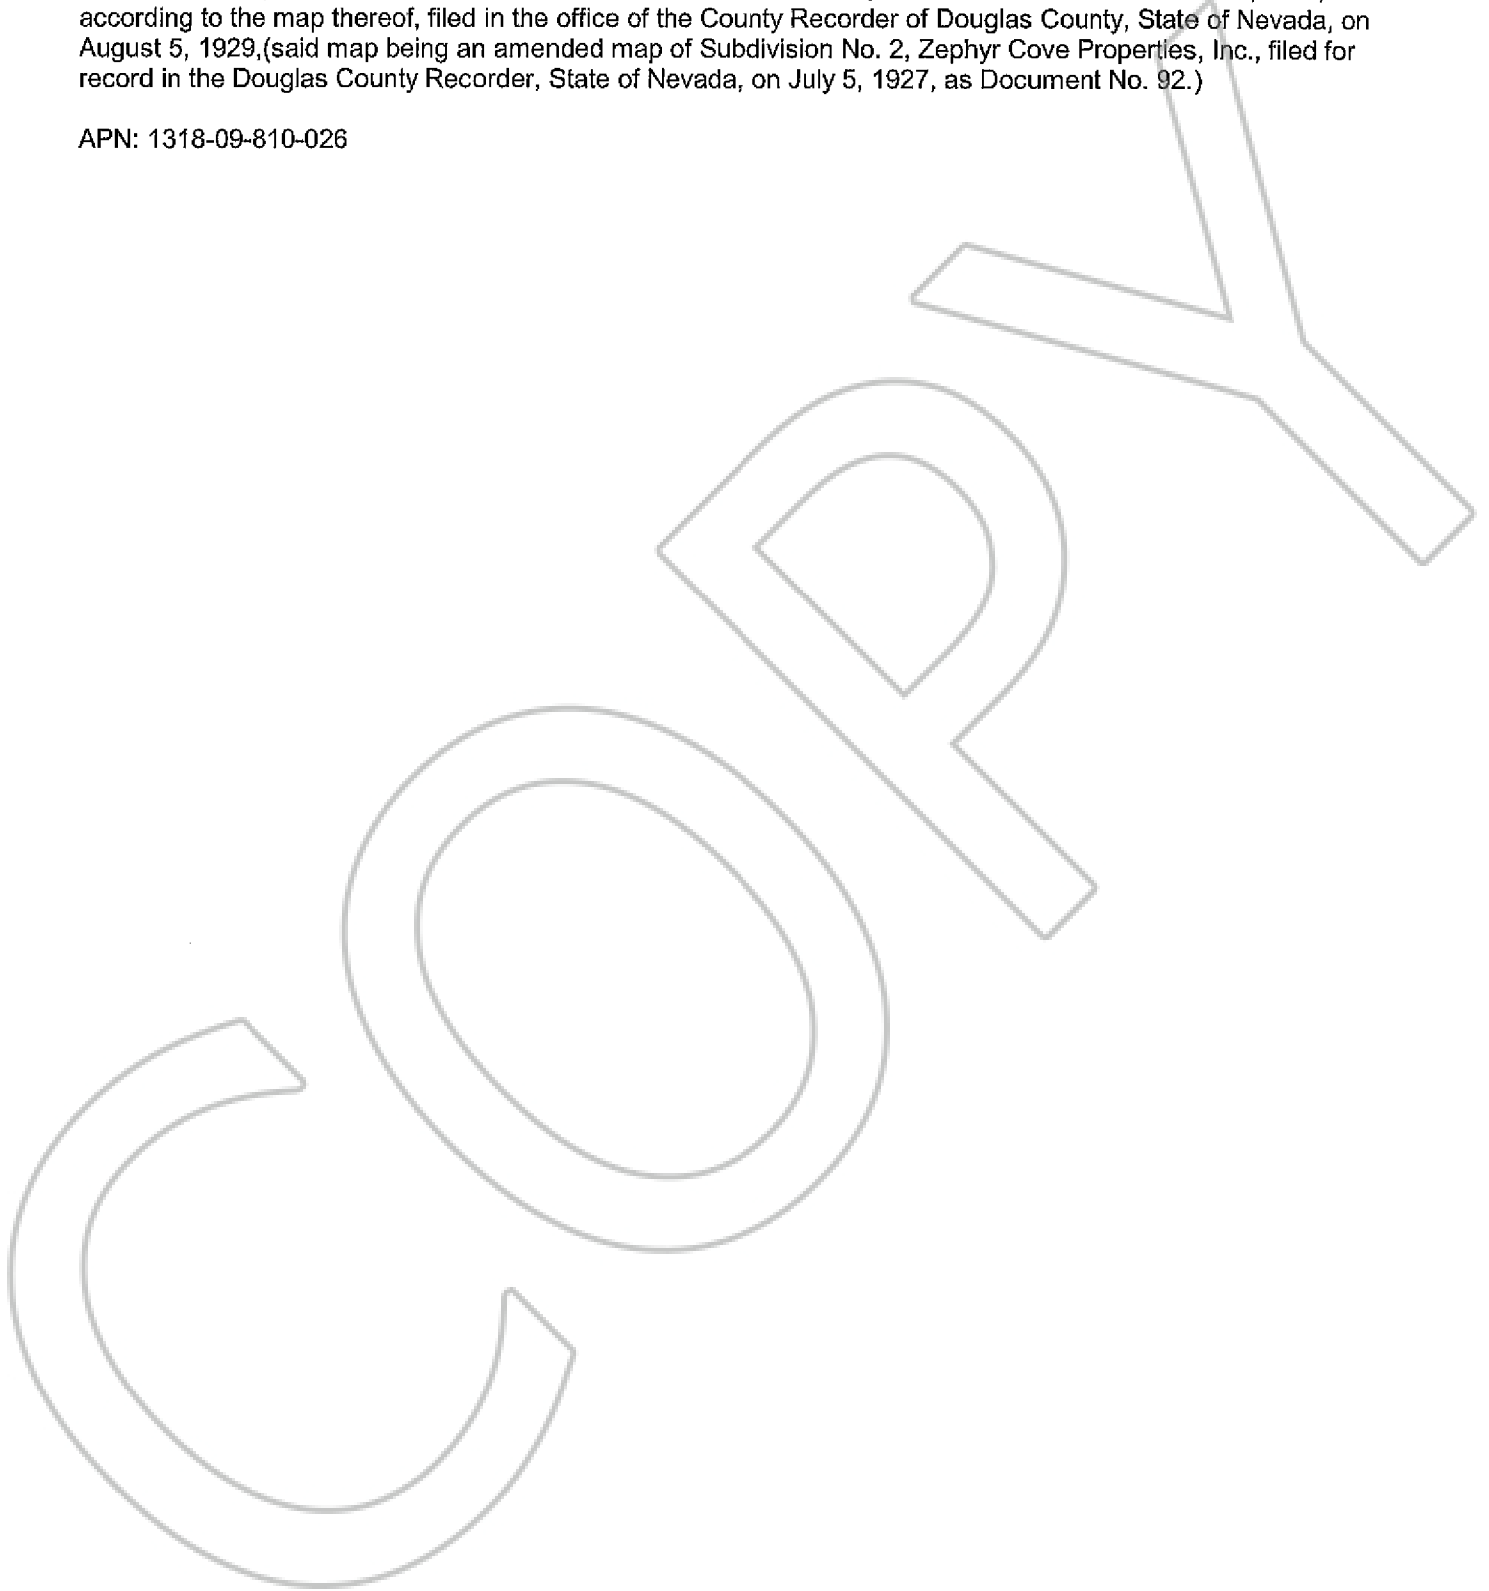 according to the map thereof, filed in the office of the County Recorder of Douglas County, State of Nevada, on
August 5, 1929,(said map being an amended map of Subdivision No. 2, Zephyr Cove Properties, Inc., filed for
record in the Douglas County Recorder, State of Nevada, on July 5, 1927, as Document No. 92.)
APN: 1318-09-810-026
COPY